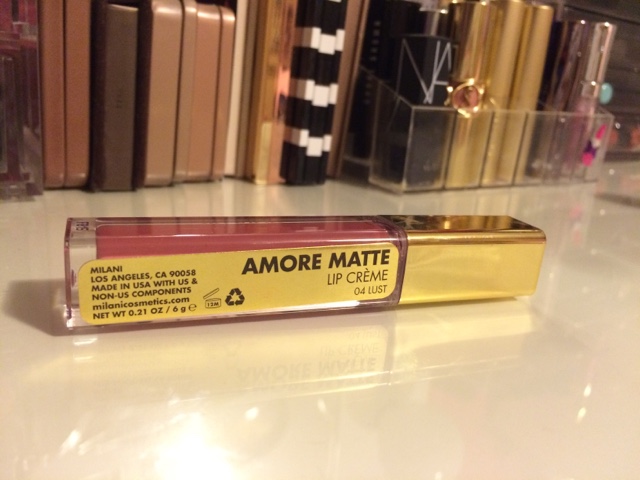 AMORE MATTE
LIP CRÈME
04 LUST
MILANI
LOS ANGELES, CA 90058
MADE IN USA WITH US &
NON-US COMPONENTS
milanicosmetics.com
NET WT 0.21 OZ / 6 g ℮
12M
NARS